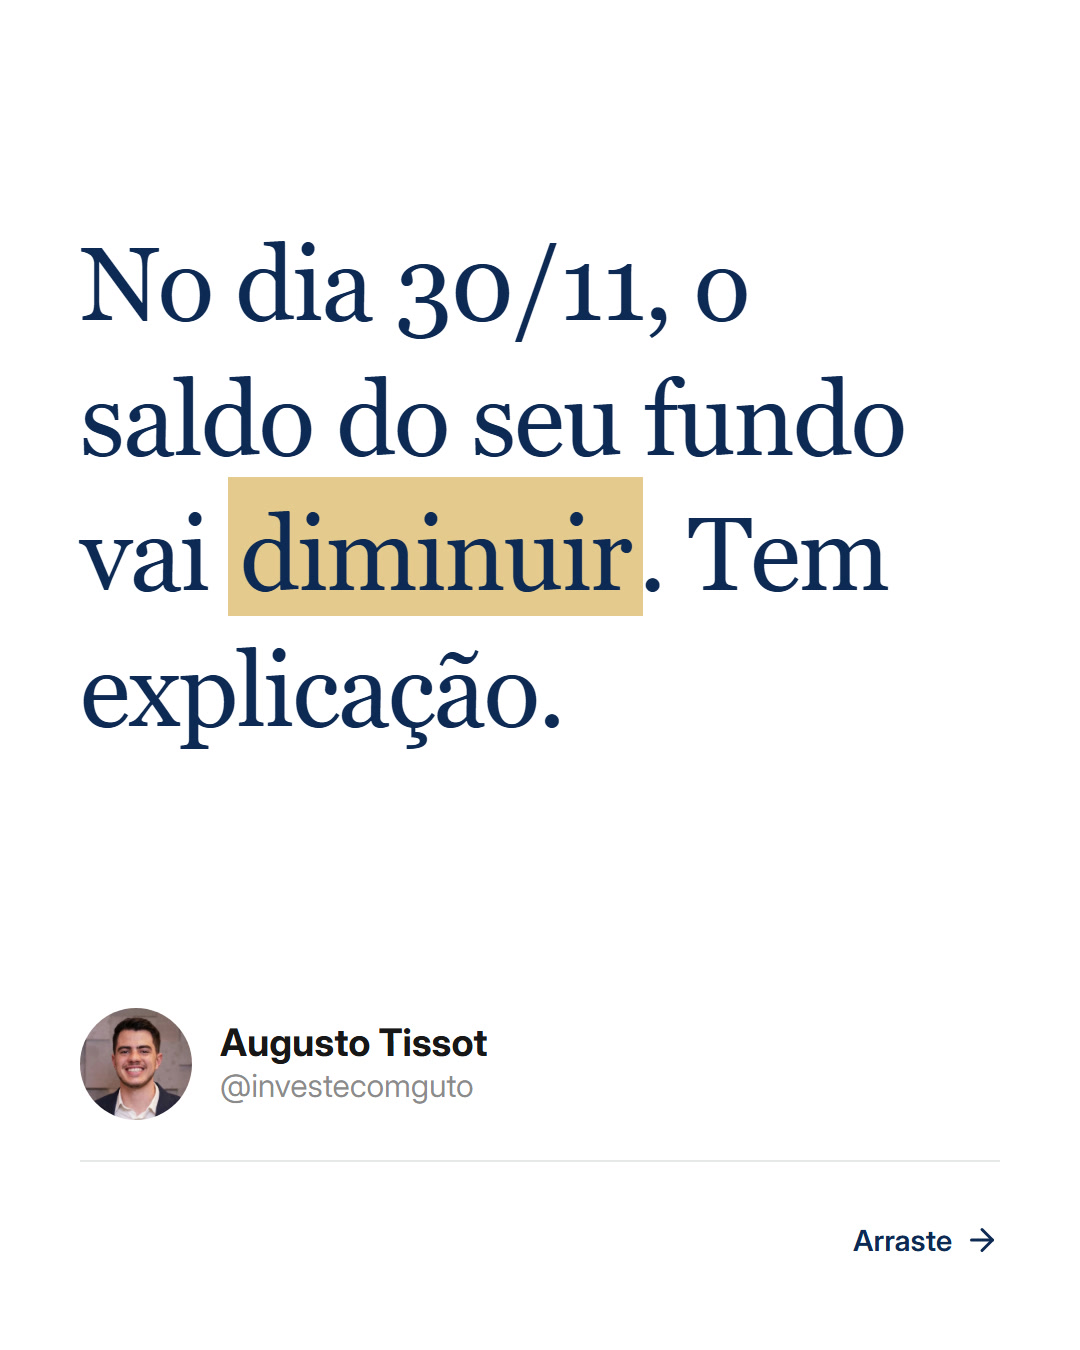 No dia 30/11, o
saldo do seu fundo
vai diminuir. Tem
explicação.
Augusto Tissot
@investecomguto
Arraste →